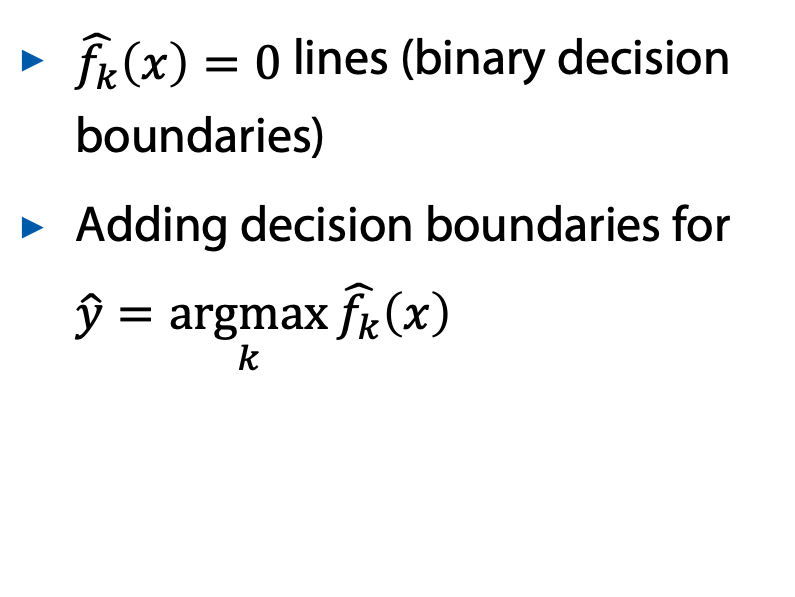 ▶ f̂ₖ(x) = 0 lines (binary decision
boundaries)
▶ Adding decision boundaries for
ŷ = argmax f̂ₖ(x)
k